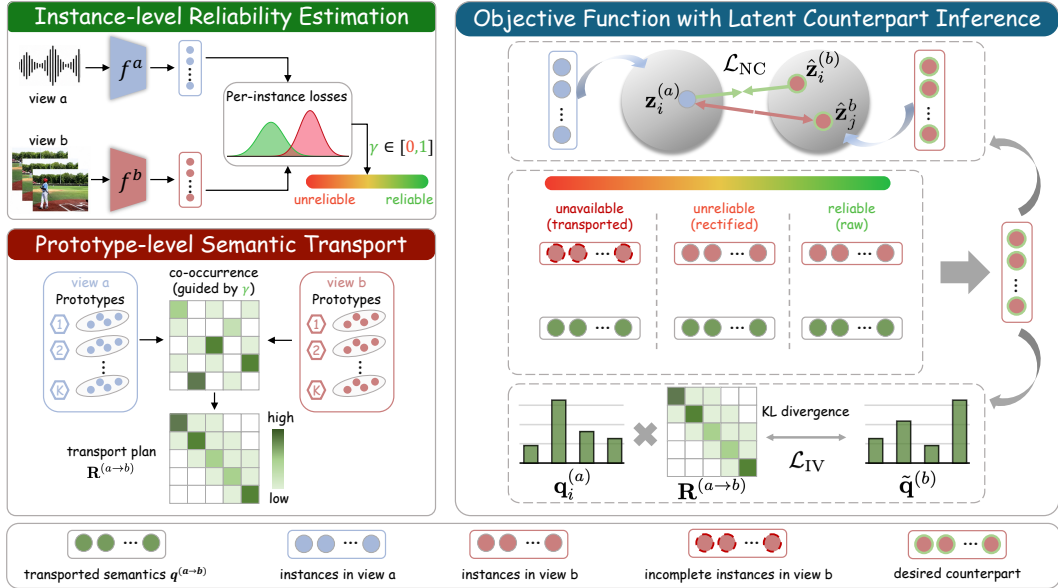 Instance-level Reliability Estimation
view a
f^a
view b
f^b
Per-instance losses
γ ∈ [0,1]
unreliable
reliable
Prototype-level Semantic Transport
view a
Prototypes
1
2
K
co-occurrence
(guided by γ)
view b
Prototypes
1
2
K
transport plan
R^(a→b)
high
low
Objective Function with Latent Counterpart Inference
L_NC
z_i^(a)
ẑ_i^(b)
ẑ_j^b
unavailable
(transported)
unreliable
(rectified)
reliable
(raw)
q_i^(a)
R^(a→b)
KL divergence
L_IV
q̃^(b)
transported semantics q^(a→b)
instances in view a
instances in view b
incomplete instances in view b
desired counterpart